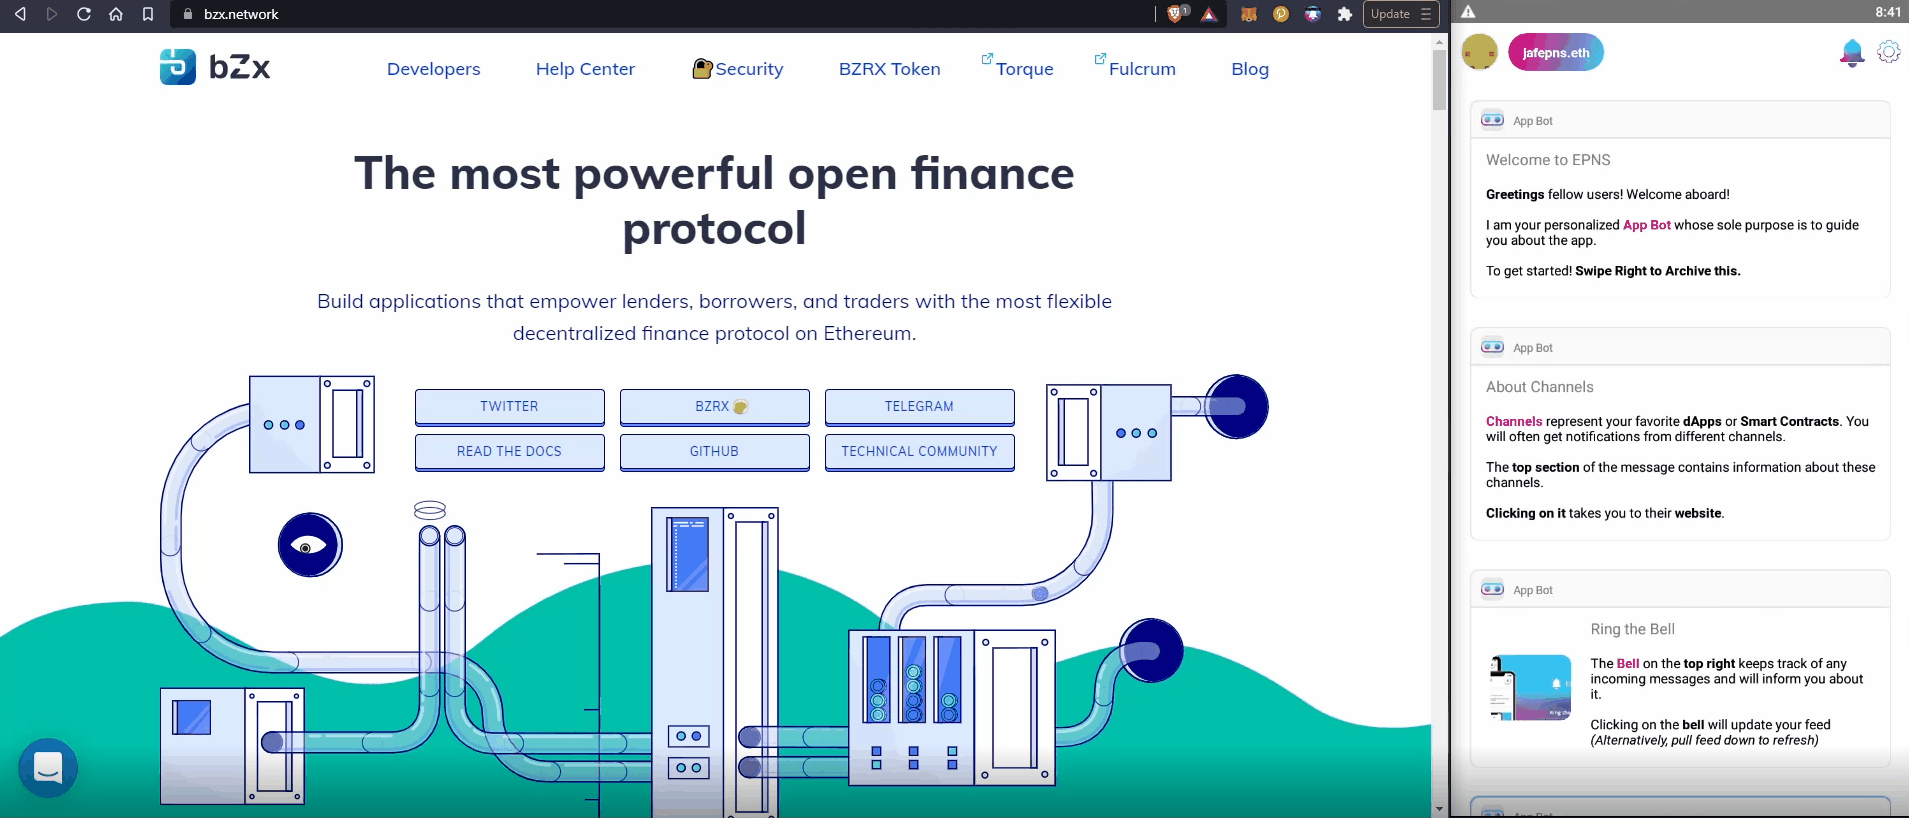 bzx.network
1
Update
bZx
Developers
Help Center
Security
BZRX Token
Torque
Fulcrum
Blog
The most powerful open finance
protocol
Build applications that empower lenders, borrowers, and traders with the most flexible
decentralized finance protocol on Ethereum.
TWITTER
BZRX
TELEGRAM
READ THE DOCS
GITHUB
TECHNICAL COMMUNITY
8:41
jafepns.eth
App Bot
Welcome to EPNS
Greetings fellow users! Welcome aboard!
I am your personalized App Bot whose sole purpose is to guide
you about the app.
To get started! Swipe Right to Archive this.
App Bot
About Channels
Channels represent your favorite dApps or Smart Contracts. You
will often get notifications from different channels.
The top section of the message contains information about these
channels.
Clicking on it takes you to their website.
App Bot
Ring the Bell
The Bell on the top right keeps track of any
incoming messages and will inform you about
it.
Clicking on the bell will update your feed
(Alternatively, pull feed down to refresh)
App Bot